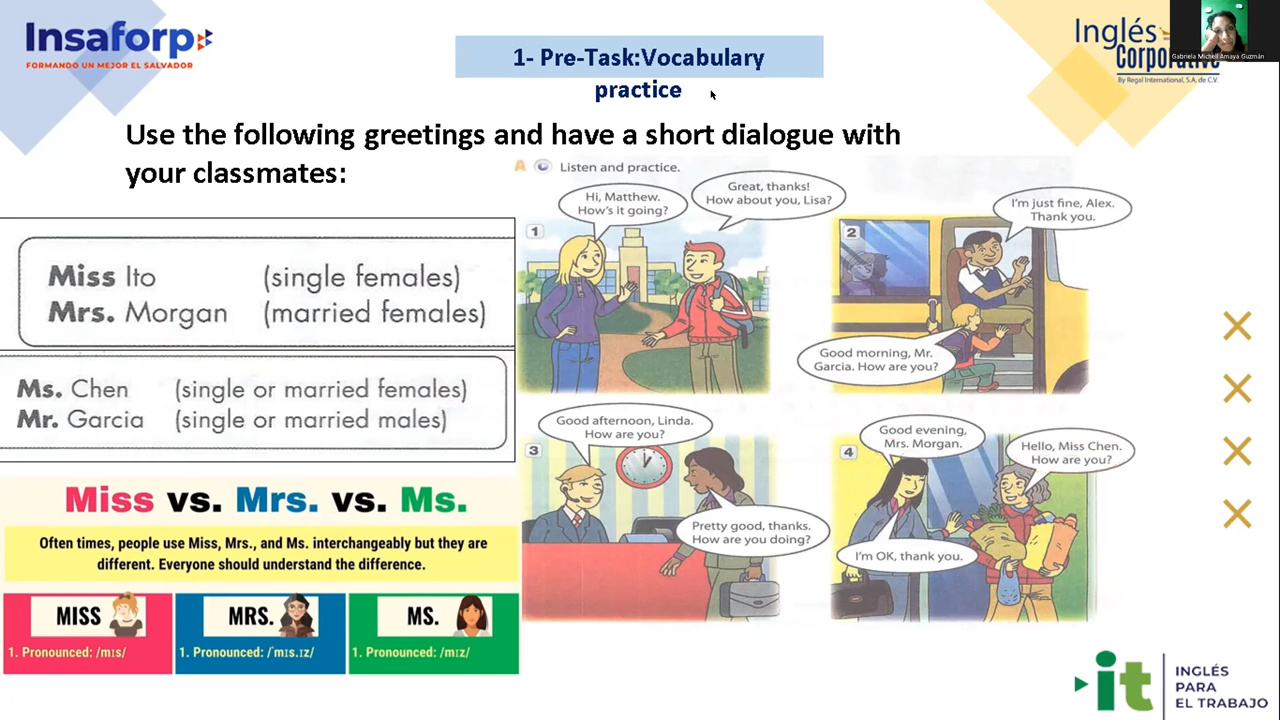 Insaforp
FORMANDO UN MEJOR EL SALVADOR
1- Pre-Task:Vocabulary
practice
Inglés
Corporativo
By Regal International, S.A. de C.V.
Gabriela Michell Amaya Guzmán
Use the following greetings and have a short dialogue with
your classmates:
Miss Ito (single females)
Mrs. Morgan (married females)
Ms. Chen (single or married females)
Mr. Garcia (single or married males)
Miss vs. Mrs. vs. Ms.
Often times, people use Miss, Mrs., and Ms. interchangeably but they are
different. Everyone should understand the difference.
MISS
1. Pronounced: /mɪs/
MRS.
1. Pronounced: /ˈmɪs.ɪz/
MS.
1. Pronounced: /mɪz/
A Listen and practice.
1
Hi, Matthew.
How's it going?
Great, thanks!
How about you, Lisa?
2
I'm just fine, Alex.
Thank you.
Good morning, Mr.
Garcia. How are you?
3
Good afternoon, Linda.
How are you?
Pretty good, thanks.
How are you doing?
4
Good evening,
Mrs. Morgan.
Hello, Miss Chen.
How are you?
I'm OK, thank you.
it
INGLÉS
PARA
EL TRABAJO